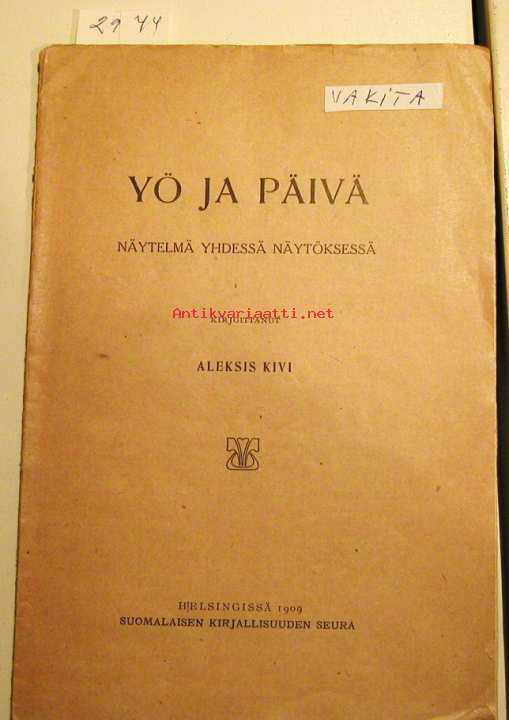 29 44
VAKITA
YÖ JA PÄIVÄ
NÄYTELMÄ YHDESSÄ NÄYTÖKSESSÄ
Antikvariaatti.net
KIRJOITTANUT
ALEKSIS KIVI
HELSINGISSÄ 1909
SUOMALAISEN KIRJALLISUUDEN SEURA